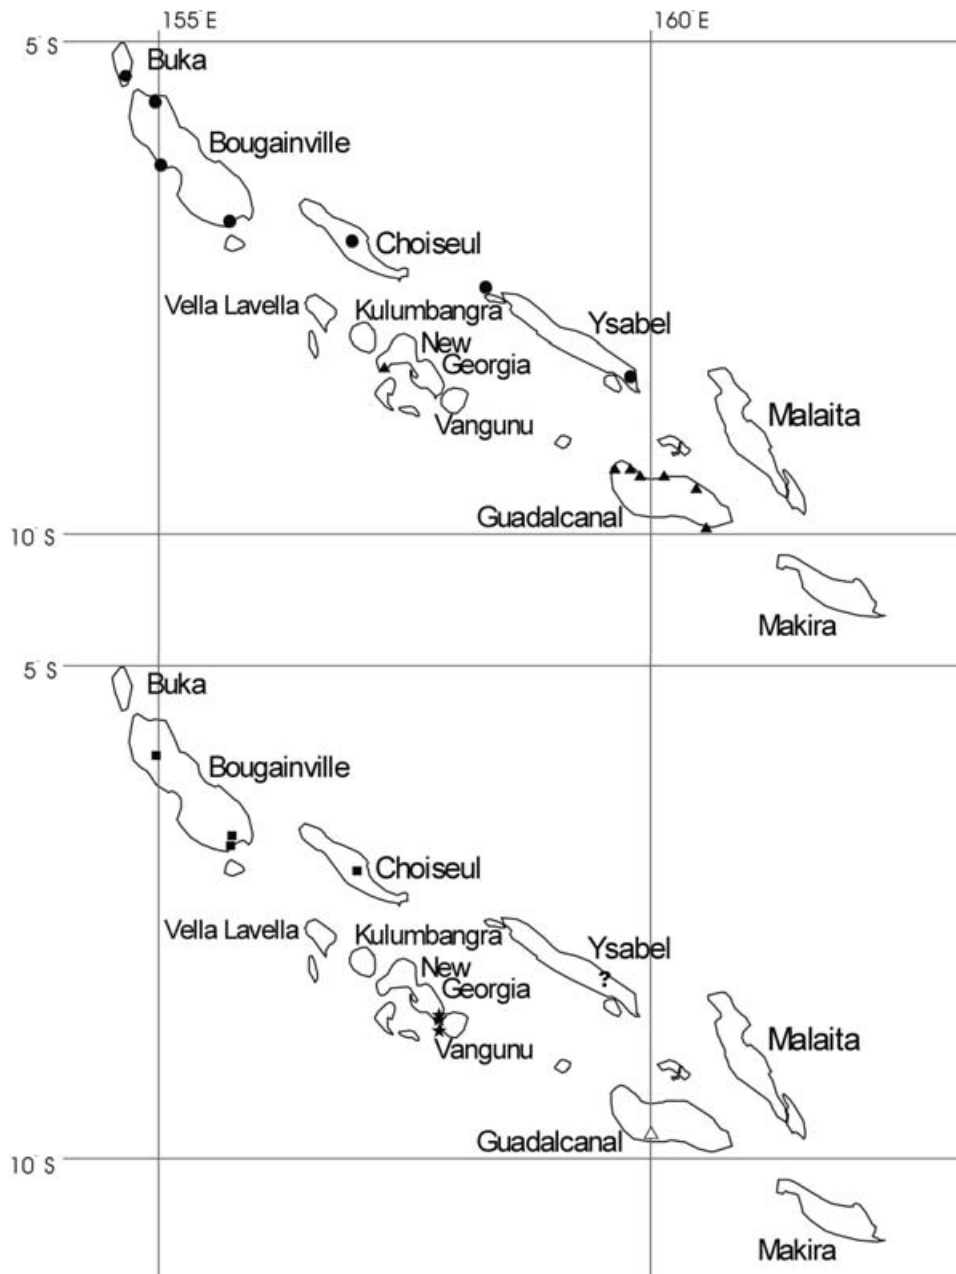 155° E
160° E
5° S
Buka
Bougainville
Choiseul
Vella Lavella
Kulumbangra
Ysabel
New
Georgia
Malaita
Vangunu
Guadalcanal
10° S
Makira
5° S
Buka
Bougainville
Choiseul
Vella Lavella
Kulumbangra
Ysabel
?
New
Georgia
Malaita
Vangunu
Guadalcanal
10° S
Makira